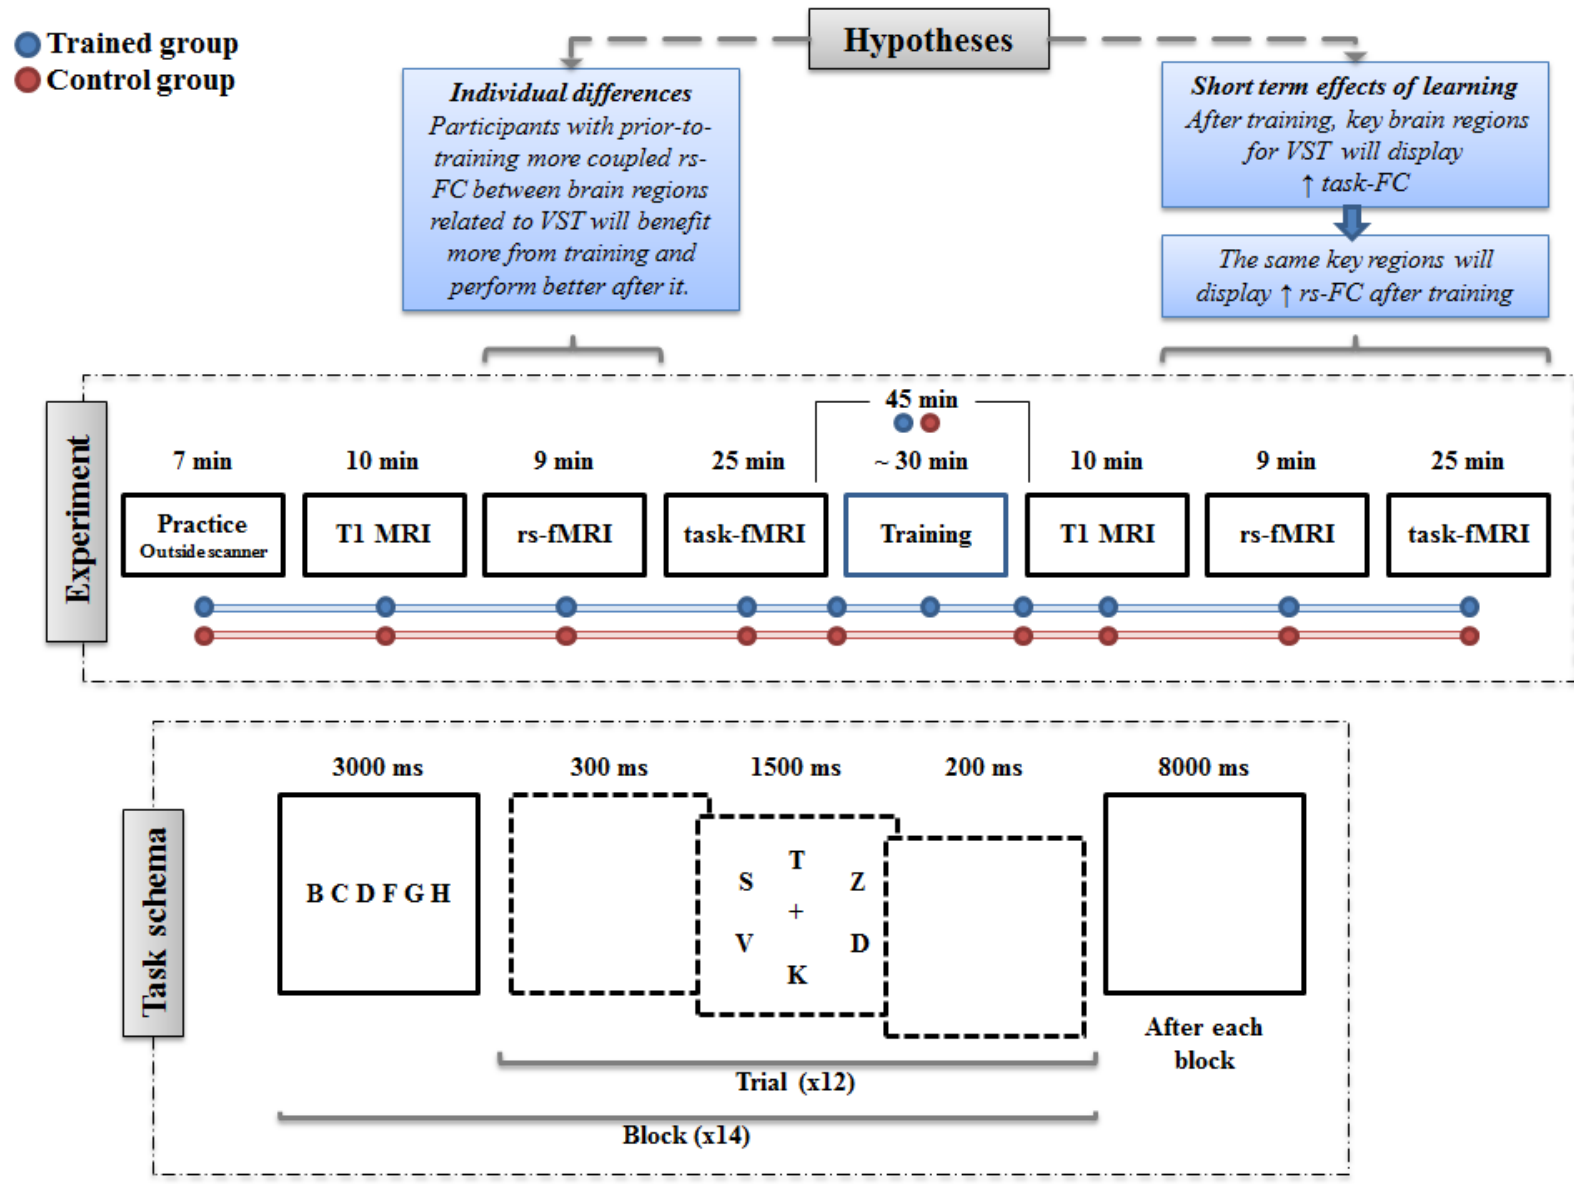 Trained group
Control group
Hypotheses
Individual differences
Participants with prior-to-
training more coupled rs-
FC between brain regions
related to VST will benefit
more from training and
perform better after it.
Short term effects of learning
After training, key brain regions
for VST will display
↑ task-FC
The same key regions will
display ↑ rs-FC after training
Experiment
45 min
7 min
10 min
9 min
25 min
~ 30 min
10 min
9 min
25 min
Practice
Outside scanner
T1 MRI
rs-fMRI
task-fMRI
Training
T1 MRI
rs-fMRI
task-fMRI
Task schema
3000 ms
300 ms
1500 ms
200 ms
8000 ms
B C D F G H
T
S Z
+
V D
K
After each
block
Trial (x12)
Block (x14)